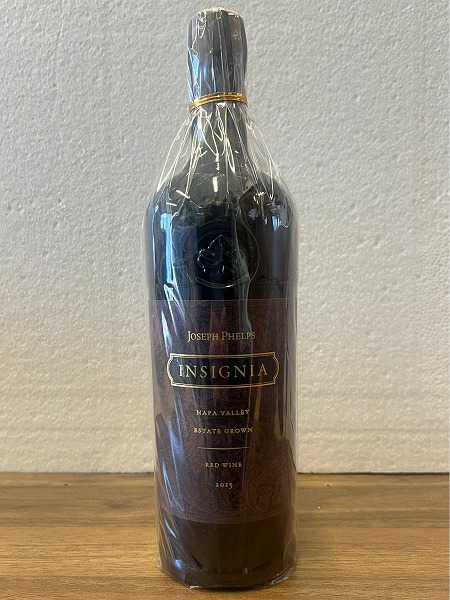 JOSEPH PHELPS
INSIGNIA
NAPA VALLEY
ESTATE GROWN
RED WINE
2015